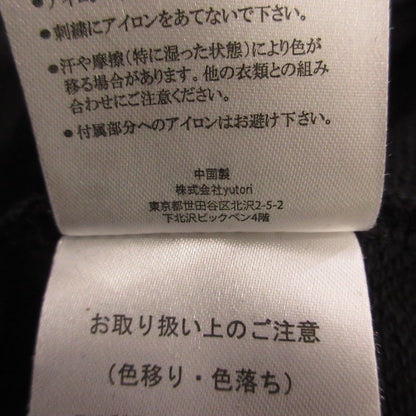 ●刺繍にアイロンをあてないで下さい。
●汗や摩擦(特に湿った状態)により色が
移る場合があります。他の衣類との組み
合わせにご注意ください。
●付属部分へのアイロンはお避け下さい。
中国製
株式会社yutori
東京都世田谷区北沢2-5-2
下北沢ビックベン4階
お取り扱い上のご注意
(色移り・色落ち)